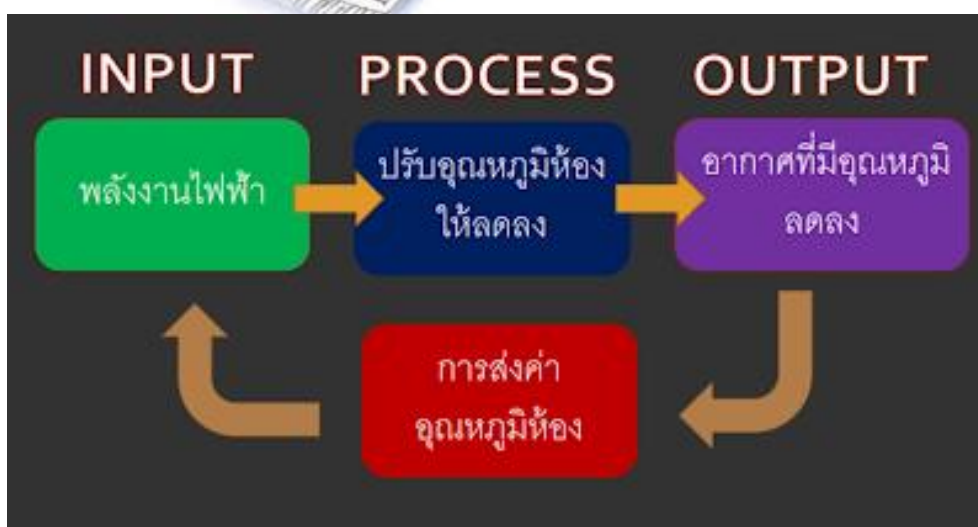 INPUT
PROCESS
OUTPUT
พลังงานไฟฟ้า
ปรับอุณหภูมิห้อง
ให้ลดลง
อากาศที่มีอุณหภูมิ
ลดลง
การส่งค่า
อุณหภูมิห้อง